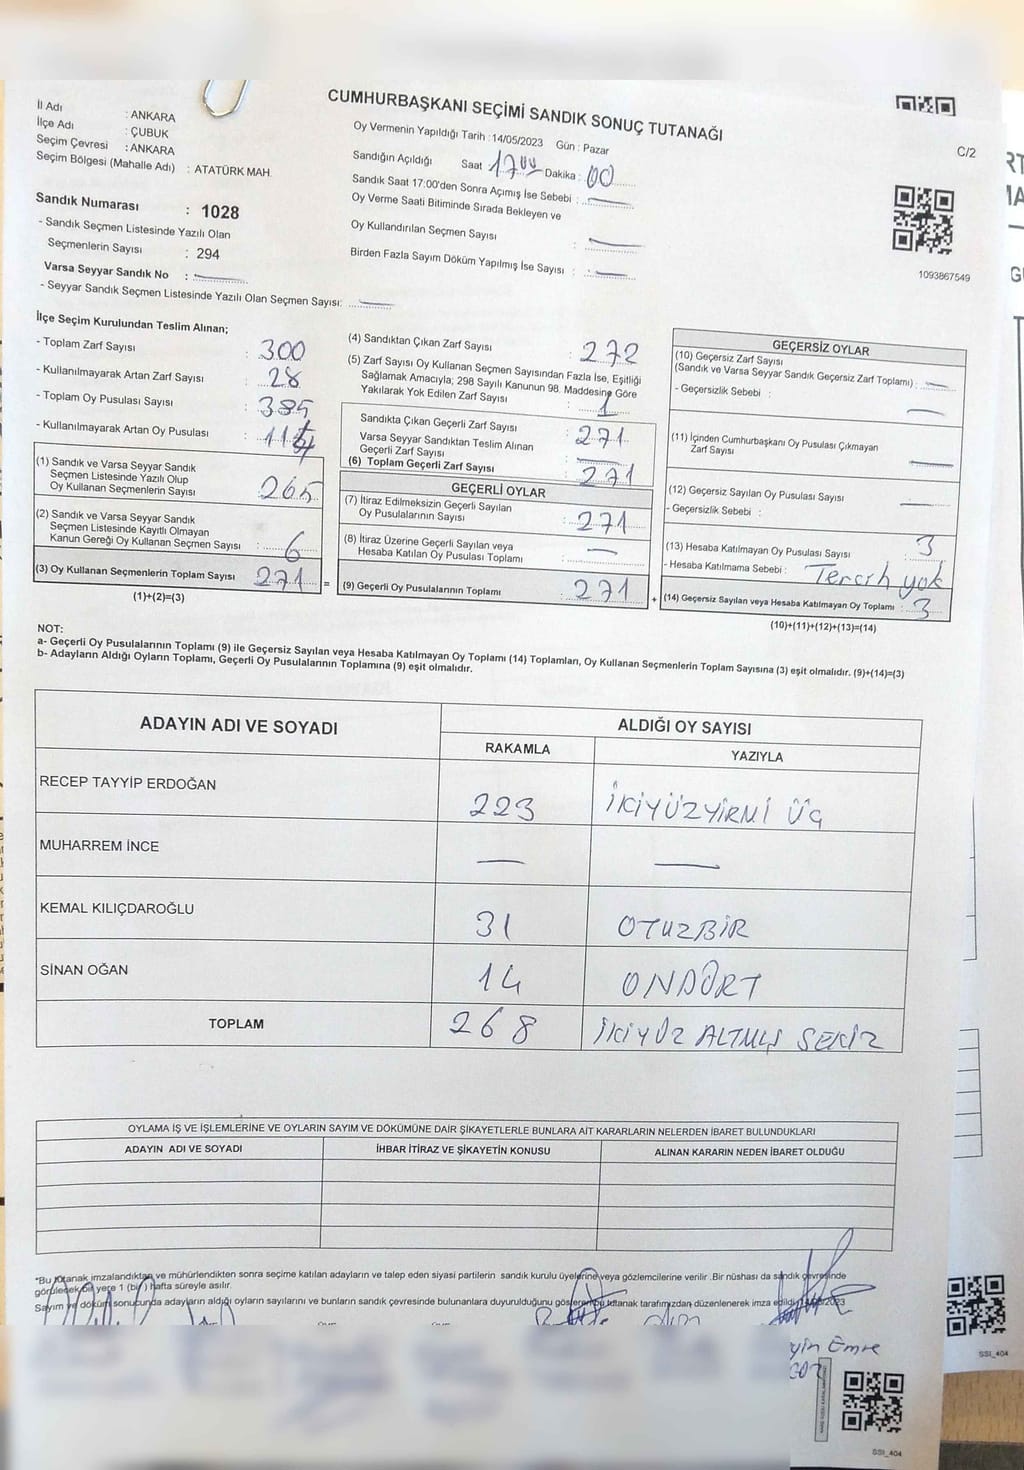 CUMHURBAŞKANI SEÇİMİ SANDIK SONUÇ TUTANAĞI
İl Adı : ANKARA
İlçe Adı : ÇUBUK
Seçim Çevresi : ANKARA
Seçim Bölgesi (Mahalle Adı) : ATATÜRK MAH.
Oy Vermenin Yapıldığı Tarih : 14/05/2023 Gün : Pazar
C/2
Sandığın Açıldığı Saat Dakika : 00
Sandık Saat 17:00'den Sonra Açımış İse Sebebi :
Oy Verme Saati Bitiminde Sırada Bekleyen ve
Oy Kullandırılan Seçmen Sayısı :
Birden Fazla Sayım Döküm Yapılmış İse Sayısı :
1093867549
Sandık Numarası : 1028
- Sandık Seçmen Listesinde Yazılı Olan
Seçmenlerin Sayısı : 294
Varsa Seyyar Sandık No :
- Seyyar Sandık Seçmen Listesinde Yazılı Olan Seçmen Sayısı:
İlçe Seçim Kurulundan Teslim Alınan;
- Toplam Zarf Sayısı : 300
- Kullanılmayarak Artan Zarf Sayısı : 28
- Toplam Oy Pusulası Sayısı : 385
- Kullanılmayarak Artan Oy Pusulası :
(1) Sandık ve Varsa Seyyar Sandık
Seçmen Listesinde Yazılı Olup
Oy Kullanan Seçmenlerin Sayısı : 265
(2) Sandık ve Varsa Seyyar Sandık
Seçmen Listesinde Kayıtlı Olmayan
Kanun Gereği Oy Kullanan Seçmen Sayısı : 6
(3) Oy Kullanan Seçmenlerin Toplam Sayısı : 271 =
(1)+(2)=(3)
(4) Sandıktan Çıkan Zarf Sayısı : 272
(5) Zarf Sayısı Oy Kullanan Seçmen Sayısından Fazla İse, Eşitliği
Sağlamak Amacıyla; 298 Sayılı Kanunun 98. Maddesine Göre
Yakılarak Yok Edilen Zarf Sayısı : 1
Sandıkta Çıkan Geçerli Zarf Sayısı : 271
Varsa Seyyar Sandıktan Teslim Alınan
Geçerli Zarf Sayısı :
(6) Toplam Geçerli Zarf Sayısı : 271
GEÇERLİ OYLAR
(7) İtiraz Edilmeksizin Geçerli Sayılan
Oy Pusulalarının Sayısı : 271
(8) İtiraz Üzerine Geçerli Sayılan veya
Hesaba Katılan Oy Pusulası Toplamı :
(9) Geçerli Oy Pusulalarının Toplamı : 271 +
GEÇERSİZ OYLAR
(10) Geçersiz Zarf Sayısı
(Sandık ve Varsa Seyyar Sandık Geçersiz Zarf Toplamı) :
- Geçersizlik Sebebi :
(11) İçinden Cumhurbaşkanı Oy Pusulası Çıkmayan
Zarf Sayısı
(12) Geçersiz Sayılan Oy Pusulası Sayısı
- Geçersizlik Sebebi :
(13) Hesaba Katılmayan Oy Pusulası Sayısı : 3
- Hesaba Katılmama Sebebi : Tercih yok
(14) Geçersiz Sayılan veya Hesaba Katılmayan Oy Toplamı : 3
(10)+(11)+(12)+(13)=(14)
NOT:
a- Geçerli Oy Pusulalarının Toplamı (9) ile Geçersiz Sayılan veya Hesaba Katılmayan Oy Toplamı (14) Toplamları, Oy Kullanan Seçmenlerin Toplam Sayısına (3) eşit olmalıdır. (9)+(14)=(3)
b- Adayların Aldığı Oyların Toplamı, Geçerli Oy Pusulalarının Toplamına (9) eşit olmalıdır.
ADAYIN ADI VE SOYADI
ALDIĞI OY SAYISI
RAKAMLA YAZIYLA
RECEP TAYYİP ERDOĞAN 223 İKİYÜZYİRMİ ÜÇ
MUHARREM İNCE
KEMAL KILIÇDAROĞLU 31 OTUZBİR
SİNAN OĞAN 14 ONDÖRT
TOPLAM 268 İKİYÜZ ALTMIŞ SEKİZ
OYLAMA İŞ VE İŞLEMLERİNE VE OYLARIN SAYIM VE DÖKÜMÜNE DAİR ŞİKAYETLERLE BUNLARA AİT KARARLARIN NELERDEN İBARET BULUNDUKLARI
ADAYIN ADI VE SOYADI İHBAR İTİRAZ VE ŞİKAYETİN KONUSU ALINAN KARARIN NEDEN İBARET OLDUĞU
*Bu tutanak imzalandıktan ve mühürlendikten sonra seçime katılan adayların ve talep eden siyasi partilerin sandık kurulu üyelerine veya gözlemcilerine verilir .Bir nüshası da sandık çevresinde
görülecek bir yere 1 (bir) hafta süreyle asılır.
Sayım ve döküm sonucunda adayların aldığı oyların sayılarını ve bunların sandık çevresinde bulunanlara duyurulduğunu gösteren bu tutanak tarafımızdan düzenlenerek imza edildi.
yin Emre
SSI_404
SSI_404